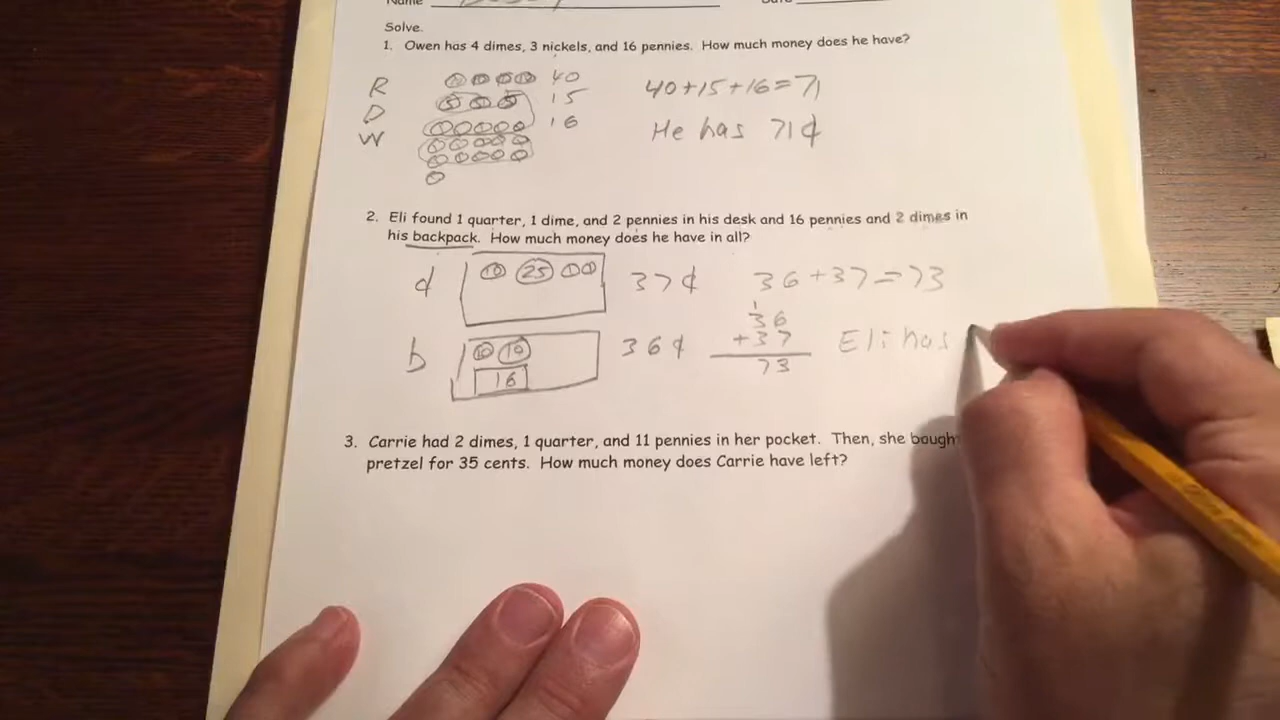 Name
Solve.
1. Owen has 4 dimes, 3 nickels, and 16 pennies. How much money does he have?
R
D
W
40
5 5 5 15
16
40+15+16=71
He has 71¢
2. Eli found 1 quarter, 1 dime, and 2 pennies in his desk and 16 pennies and 2 dimes in
his backpack. How much money does he have in all?
d 10 25 1 1 37¢
b 10 10 36¢
16
36+37=73
1
36
+37
73
Eli has
3. Carrie had 2 dimes, 1 quarter, and 11 pennies in her pocket. Then, she
pretzel for 35 cents. How much money does Carrie have left?